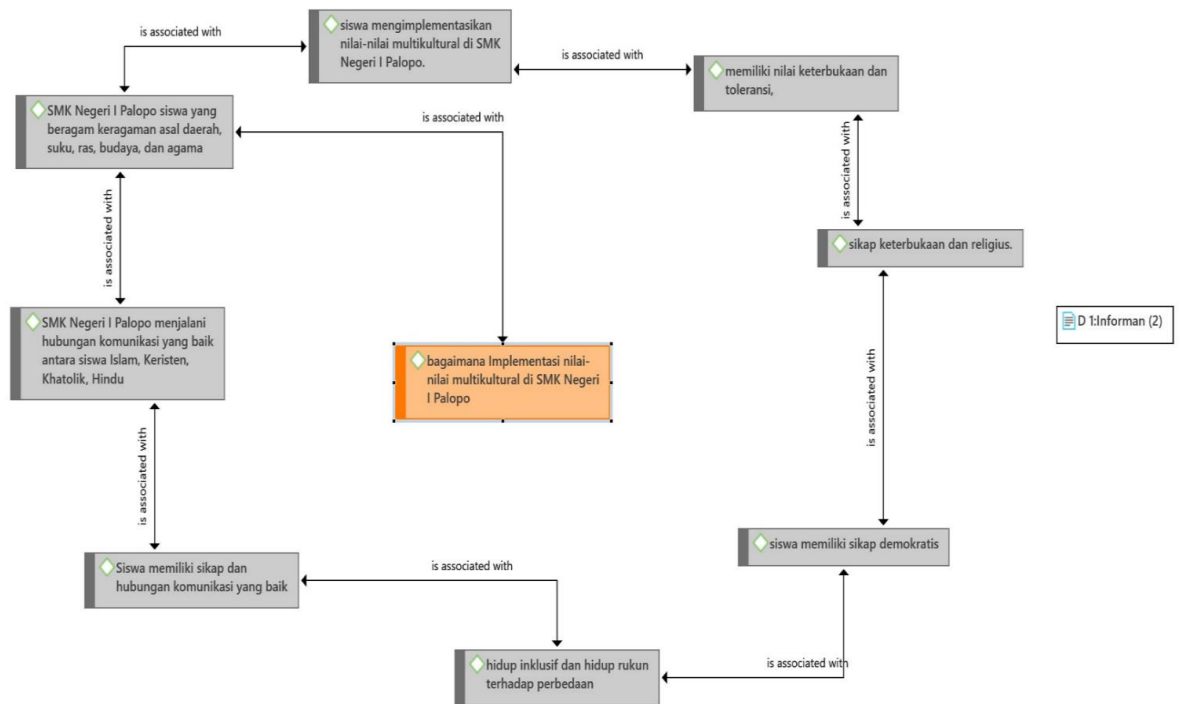 siswa mengimplementasikan
nilai-nilai multikultural di SMK
Negeri I Palopo.
is associated with
is associated with
memiliki nilai keterbukaan dan
toleransi,
SMK Negeri I Palopo siswa yang
beragam keragaman asal daerah,
suku, ras, budaya, dan agama
is associated with
is associated with
is associated with
sikap keterbukaan dan religius.
SMK Negeri I Palopo menjalani
hubungan komunikasi yang baik
antara siswa Islam, Keristen,
Khatolik, Hindu
D 1:Informan (2)
bagaimana Implementasi nilai-
nilai multikultural di SMK Negeri
I Palopo
is associated with
is associated with
siswa memiliki sikap demokratis
Siswa memiliki sikap dan
hubungan komunikasi yang baik
is associated with
hidup inklusif dan hidup rukun
terhadap perbedaan
is associated with